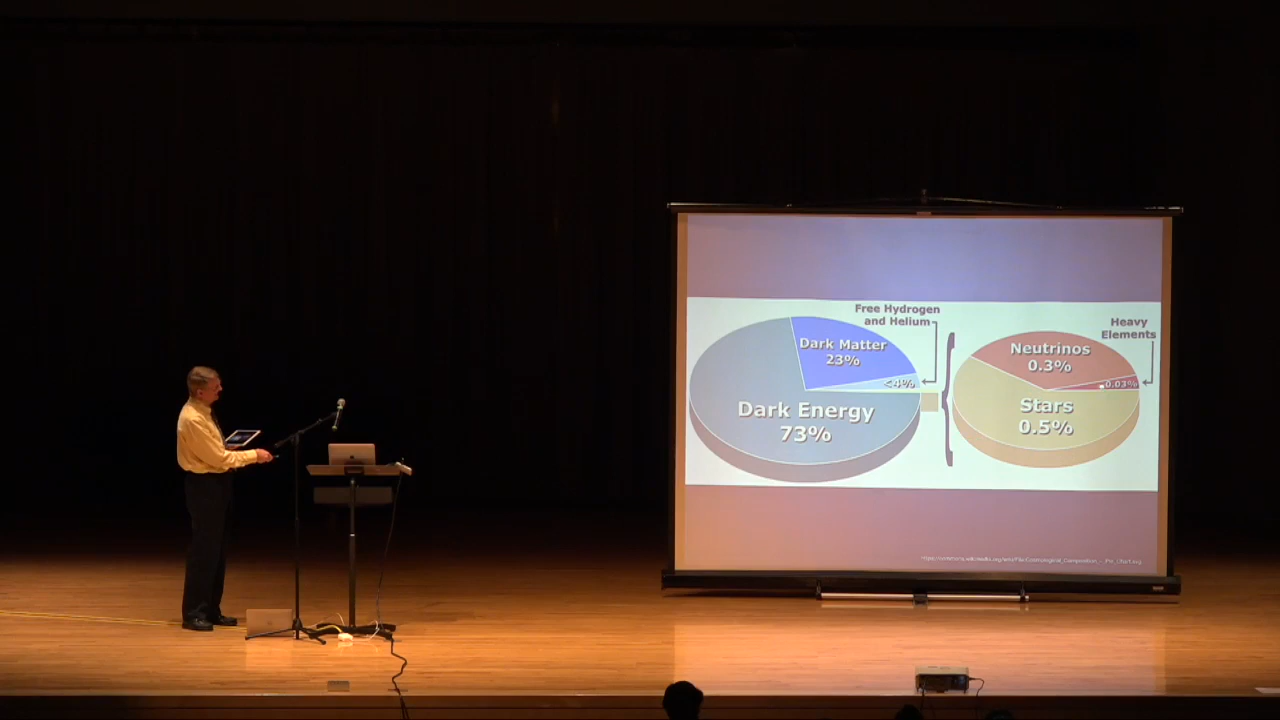 Free Hydrogen
and Helium
Heavy
Elements
Dark Matter
23%
Neutrinos
0.3%
<4%
0.03%
Dark Energy
73%
Stars
0.5%